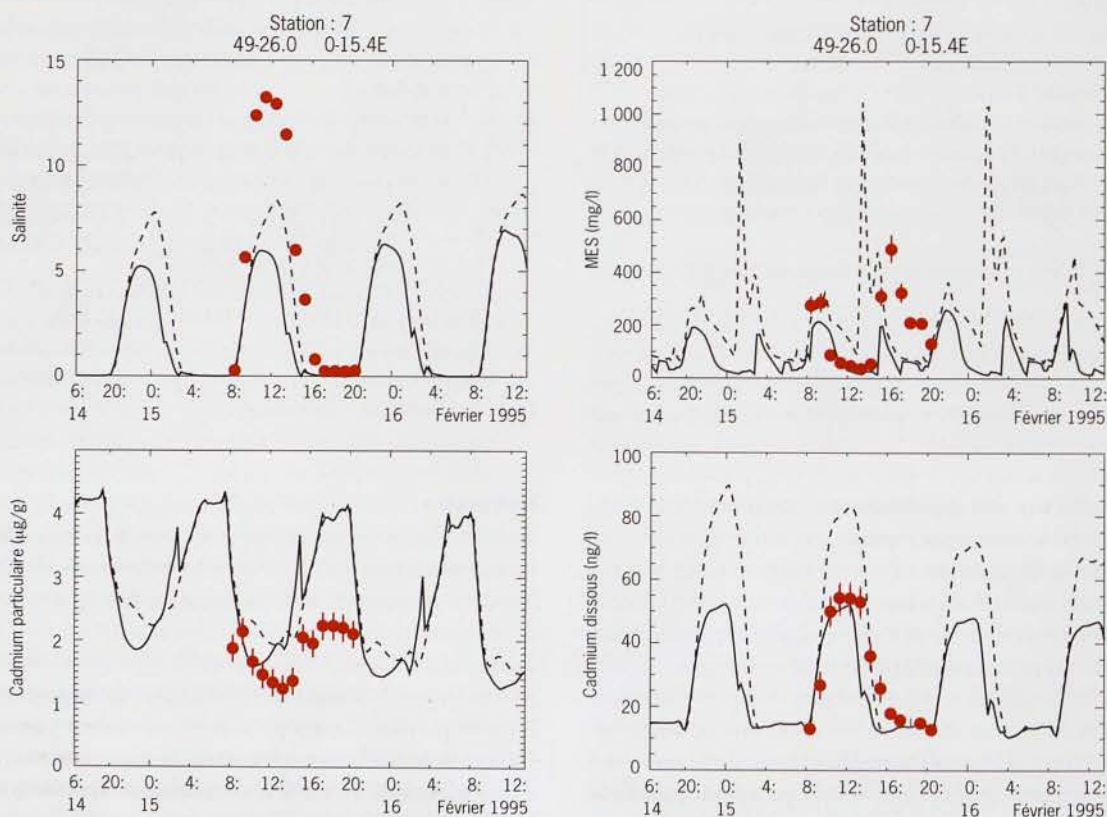 Station : 7
49-26.0 0-15.4E
Salinité
15
10
5
0
6: 20: 0: 4: 8: 12: 16: 20: 0: 4: 8: 12:
14 15 16 Février 1995
Station : 7
49-26.0 0-15.4E
MES (mg/l)
1 200
1 000
800
600
400
200
0
6: 20: 0: 4: 8: 12: 16: 20: 0: 4: 8: 12:
14 15 16 Février 1995
Cadmium particulaire (µg/g)
4
3
2
1
0
6: 20: 0: 4: 8: 12: 16: 20: 0: 4: 8: 12:
14 15 16 Février 1995
Cadmium dissous (ng/l)
100
80
60
40
20
0
6: 20: 0: 4: 8: 12: 16: 20: 0: 4: 8: 12:
14 15 16 Février 1995